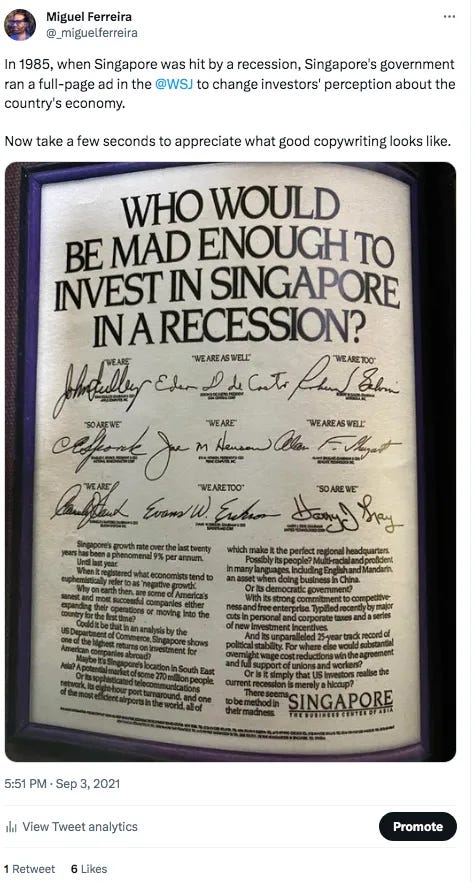 Miguel Ferreira
@_miguelferreira
In 1985, when Singapore was hit by a recession, Singapore's government
ran a full-page ad in the @WSJ to change investors' perception about the
country's economy.
Now take a few seconds to appreciate what good copywriting looks like.
WHO WOULD
BE MAD ENOUGH TO
INVEST IN SINGAPORE
IN A RECESSION?
"WE ARE" "WE ARE AS WELL" "WE ARE TOO"
"SO ARE WE" "WE ARE" "WE ARE AS WELL"
"WE ARE" "WE ARE TOO" "SO ARE WE"
Singapore's growth rate over the last twenty
years has been a phenomenal 9% per annum.
Until last year.
When it registered what economists tend to
euphemistically refer to as 'negative growth'.
Why on earth then, are some of America's
sanest and most successful companies either
expanding their operations or moving into the
country for the first time?
Could it be that in an analysis by the
US Department of Commerce, Singapore shows
one of the highest returns on investment for
American companies abroad?
Maybe it's Singapore's location in South East
Asia? A potential market of some 270 million people.
Or its sophisticated telecommunications
network, its eight-hour port turnaround, and one
of the most efficient airports in the world, all of
which make it the perfect regional headquarters.
Possibly its people? Multi-racial and proficient
in many languages, including English and Mandarin,
an asset when doing business in China.
Or its democratic government?
With its strong commitment to competitive-
ness and free enterprise. Typified recently by major
cuts in personal and corporate taxes and a series
of new Investment Incentives.
And its unparalleled 25-year track record of
political stability. For where else would substantial
overnight wage cost reductions win the agreement
and full support of unions and workers?
Or is it simply that US investors realise the
current recession is merely a hiccup?
There seems
to be method in
their madness.
SINGAPORE
THE BUSINESS CENTER OF ASIA
5:51 PM · Sep 3, 2021
View Tweet analytics
Promote
1 Retweet 6 Likes